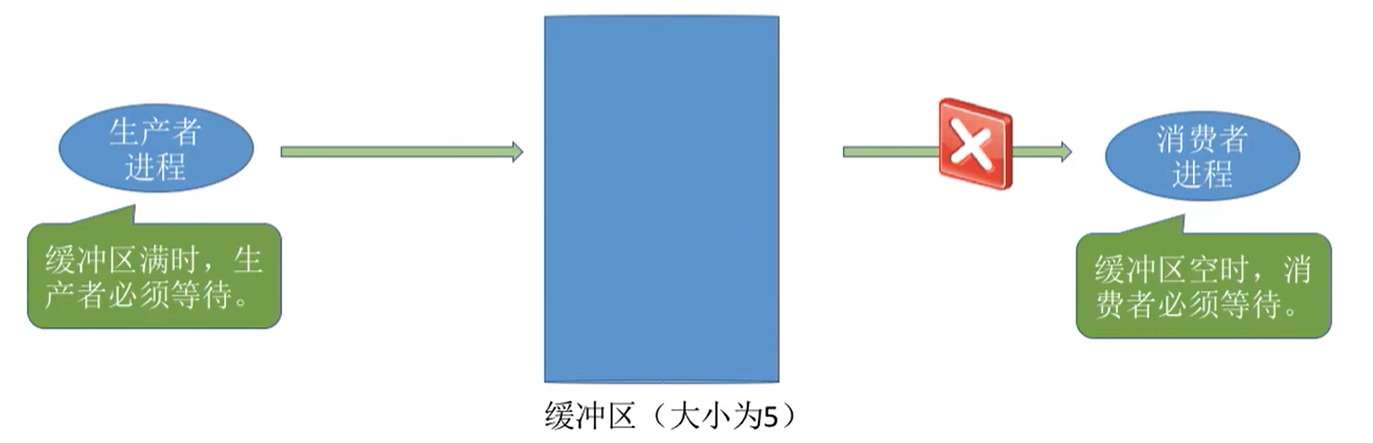 生产者
进程
缓冲区满时，生
产者必须等待。
消费者
进程
缓冲区空时，消
费者必须等待。
缓冲区（大小为5）